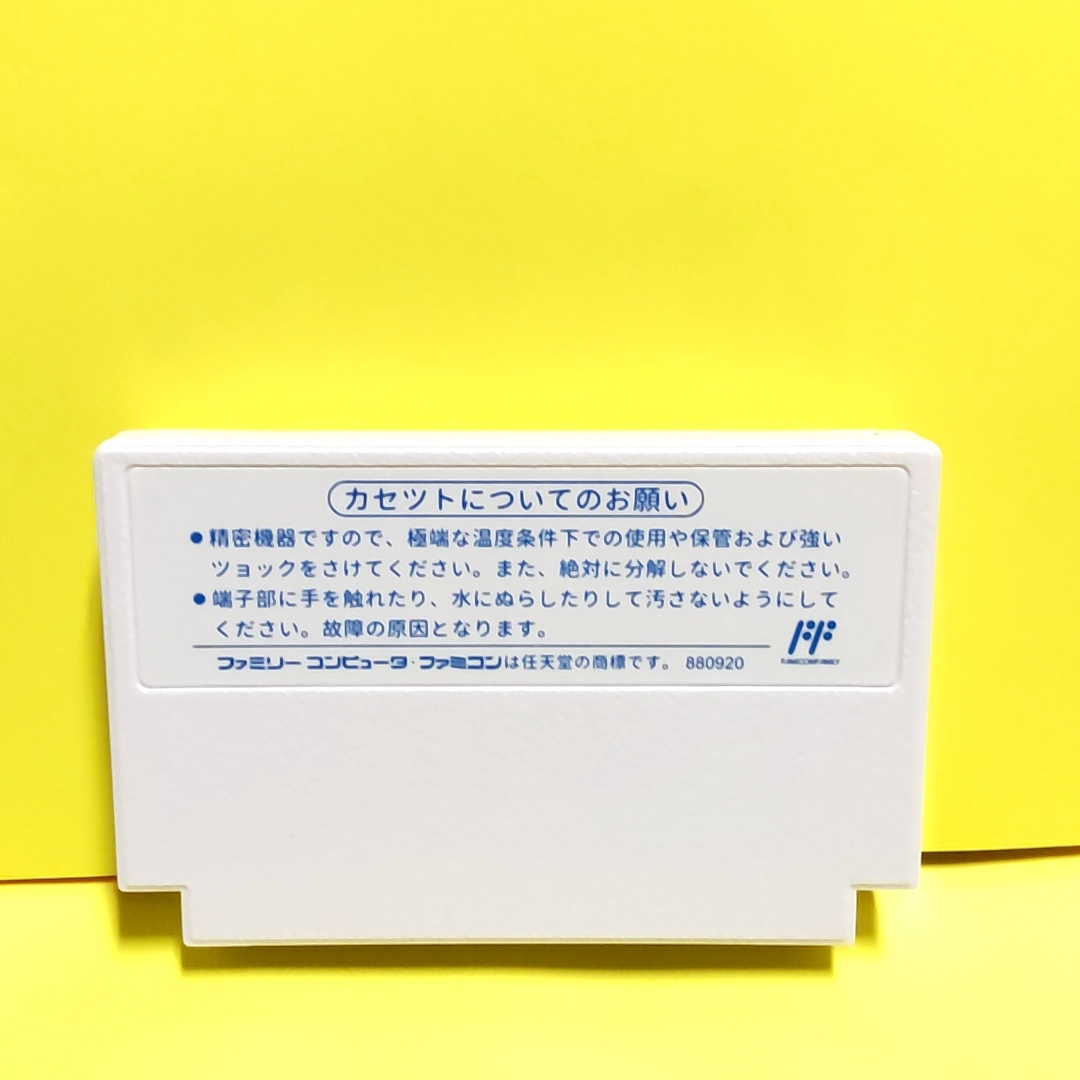 カセツトについてのお願い
●精密機器ですので、極端な温度条件下での使用や保管および強い
ツョックをさけてください。また、絶対に分解しないでください。
●端子部に手を触れたり、水にぬらしたりして汚さないようにして
ください。故障の原因となります。
ファミリーコンピュータ・ファミコンは任天堂の商標です。 880920
FF